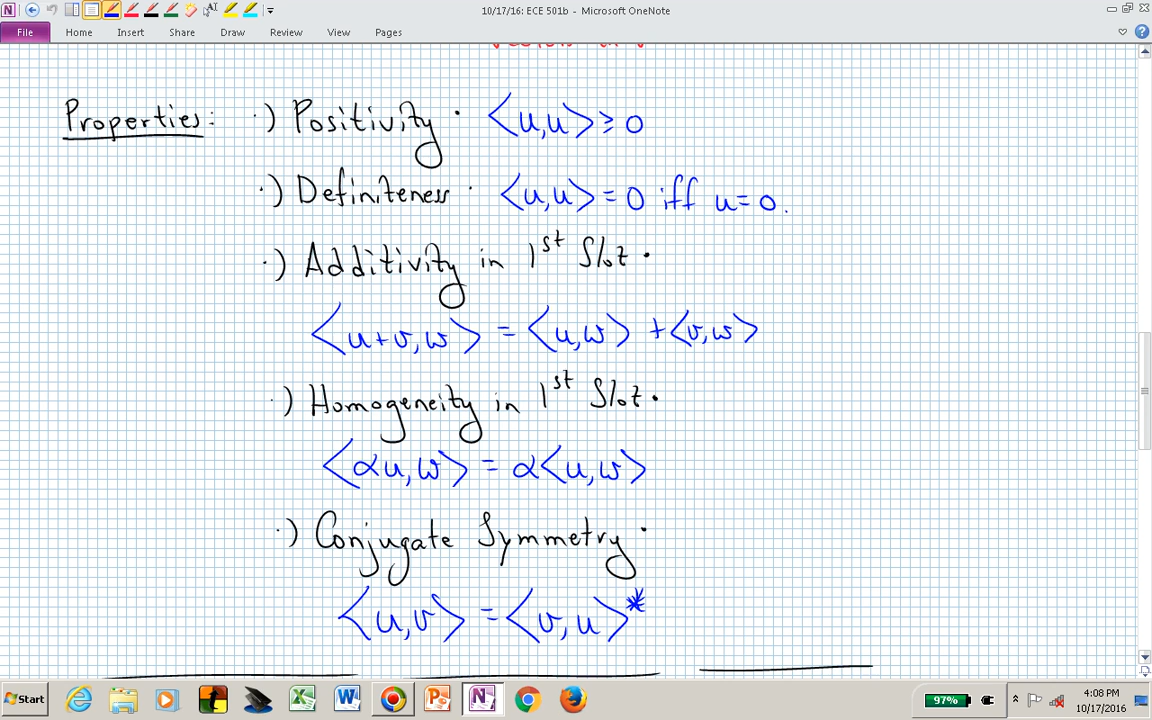 10/17/16: ECE 501b - Microsoft OneNote
File Home Insert Share Draw Review View Pages
Properties: ·) Positivity · <u,u> ≥ 0
·) Definiteness · <u,u> = 0 iff u = 0.
·) Additivity in 1st Slot ·
<u+v,w> = <u,w> + <v,w>
·) Homogeneity in 1st Slot ·
<αu,w> = α<u,w>
·) Conjugate Symmetry ·
<u,v> = <v,u>*
Start 97% 4:08 PM
10/17/2016